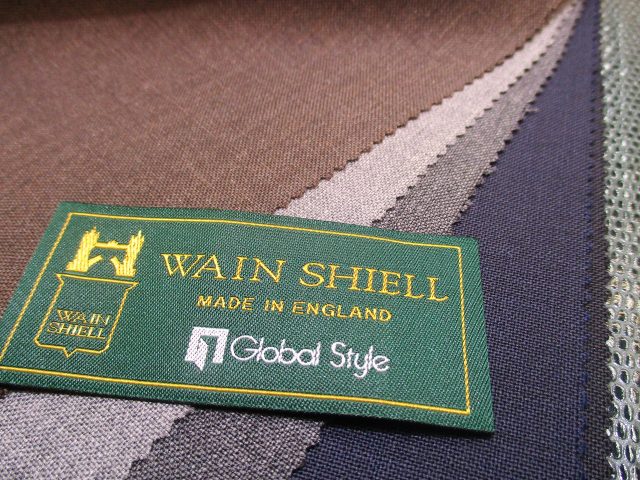 WAIN SHIELL
MADE IN ENGLAND
Global Style
WAIN
SHIELL